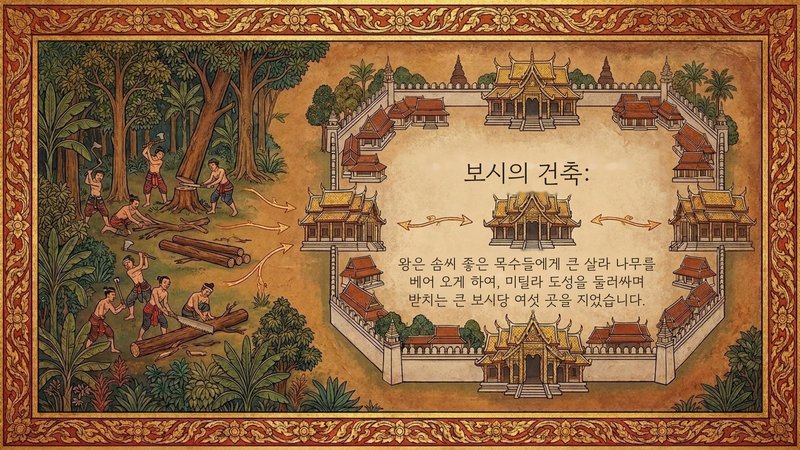 보시의 건축:
왕은 솜씨 좋은 목수들에게 큰 살라 나무를
베어 오게 하여, 미틸라 도성을 둘러싸며
받치는 큰 보시당 여섯 곳을 지었습니다.